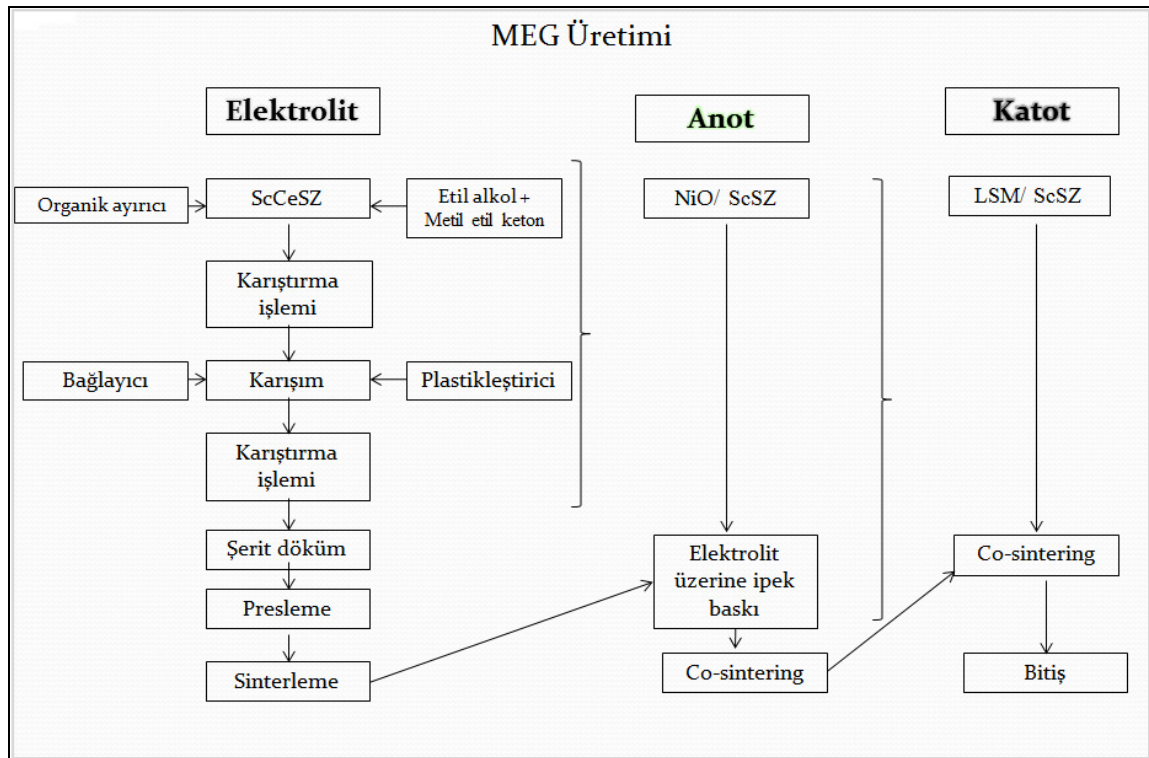 MEG Üretimi
Elektrolit
Organik ayırıcı
ScCeSZ
Etil alkol +
Metil etil keton
Karıştırma
işlemi
Bağlayıcı
Karışım
Plastikleştirici
Karıştırma
işlemi
Şerit döküm
Presleme
Sinterleme
Anot
NiO/ ScSZ
Elektrolit
üzerine ipek
baskı
Co-sintering
Katot
LSM/ ScSZ
Co-sintering
Bitiş